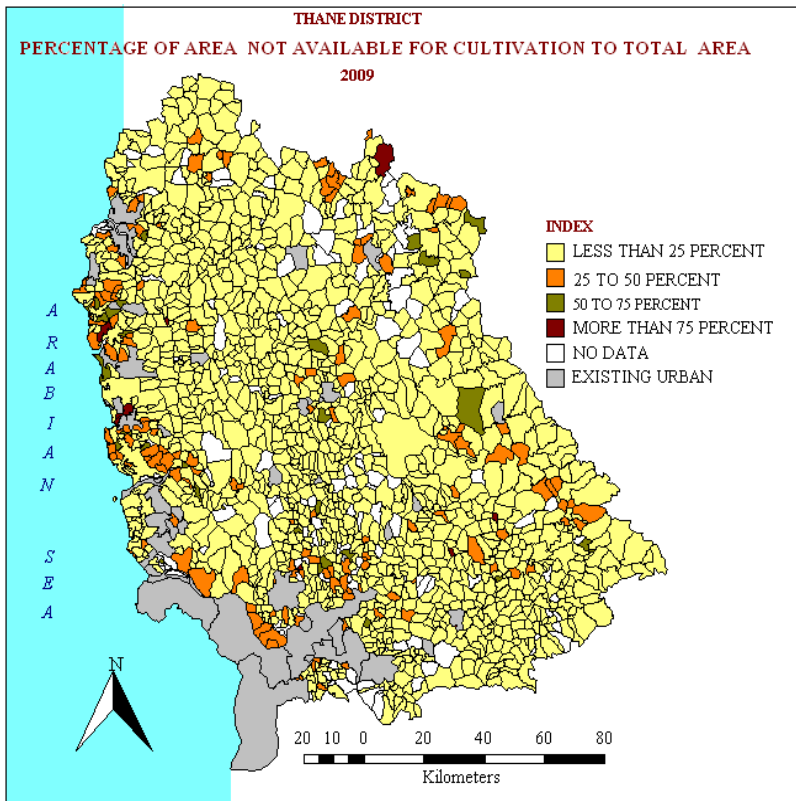 THANE DISTRICT
PERCENTAGE OF AREA NOT AVAILABLE FOR CULTIVATION TO TOTAL AREA
2009
INDEX
LESS THAN 25 PERCENT
25 TO 50 PERCENT
50 TO 75 PERCENT
MORE THAN 75 PERCENT
NO DATA
EXISTING URBAN
ARABIAN SEA
N
20 10 0 20 40 60 80
Kilometers